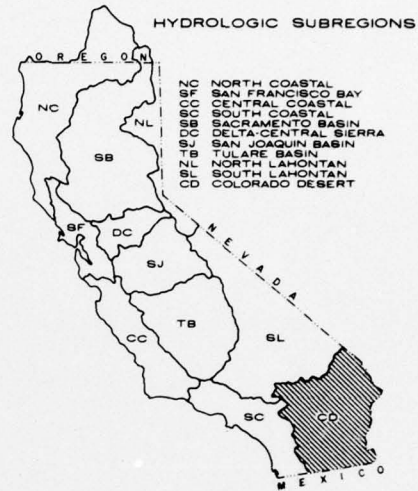 HYDROLOGIC SUBREGIONS
OREGON
NC NORTH COASTAL
SF SAN FRANCISCO BAY
CC CENTRAL COASTAL
SC SOUTH COASTAL
SB SACRAMENTO BASIN
DC DELTA-CENTRAL SIERRA
SJ SAN JOAQUIN BASIN
TB TULARE BASIN
NL NORTH LAHONTAN
SL SOUTH LAHONTAN
CD COLORADO DESERT
NC
NL
SB
SF
DC
NEVADA
SJ
CC
TB
SL
SC
CD
MEXICO